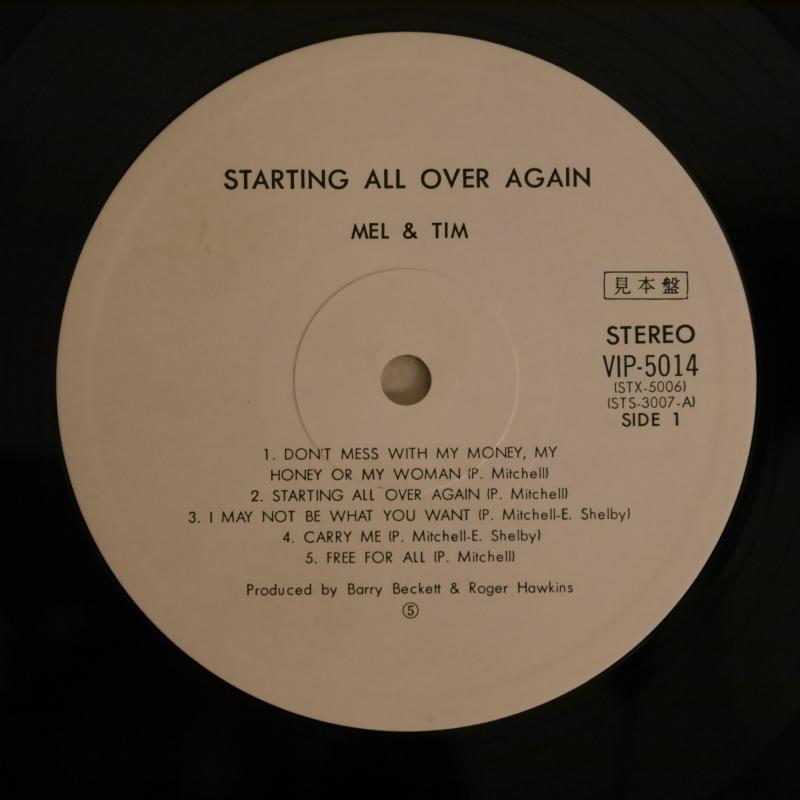 STARTING ALL OVER AGAIN
MEL & TIM
見本盤
STEREO
VIP-5014
(STX-5006)
(STS-3007-A)
SIDE 1
1. DON'T MESS WITH MY MONEY, MY
HONEY OR MY WOMAN (P. Mitchell)
2. STARTING ALL OVER AGAIN (P. Mitchell)
3. I MAY NOT BE WHAT YOU WANT (P. Mitchell-E. Shelby)
4. CARRY ME (P. Mitchell-E. Shelby)
5. FREE FOR ALL (P. Mitchell)
Produced by Barry Beckett & Roger Hawkins
⑤